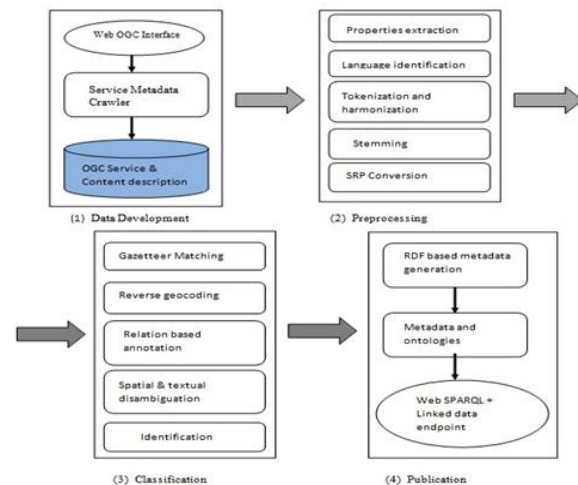 Web OGC Interface
Service Metadata
Crawler
OGC Service &
Content description
(1) Data Development
Properties extraction
Language identification
Tokenization and
harmonization
Stemming
SRP Conversion
(2) Preprocessing
Gazetteer Matching
Reverse geocoding
Relation based
annotation
Spatial & textual
disambiguation
Identification
(3) Classification
RDF based metadata
generation
Metadata and
ontologies
Web SPARQL +
Linked data
endpoint
(4) Publication